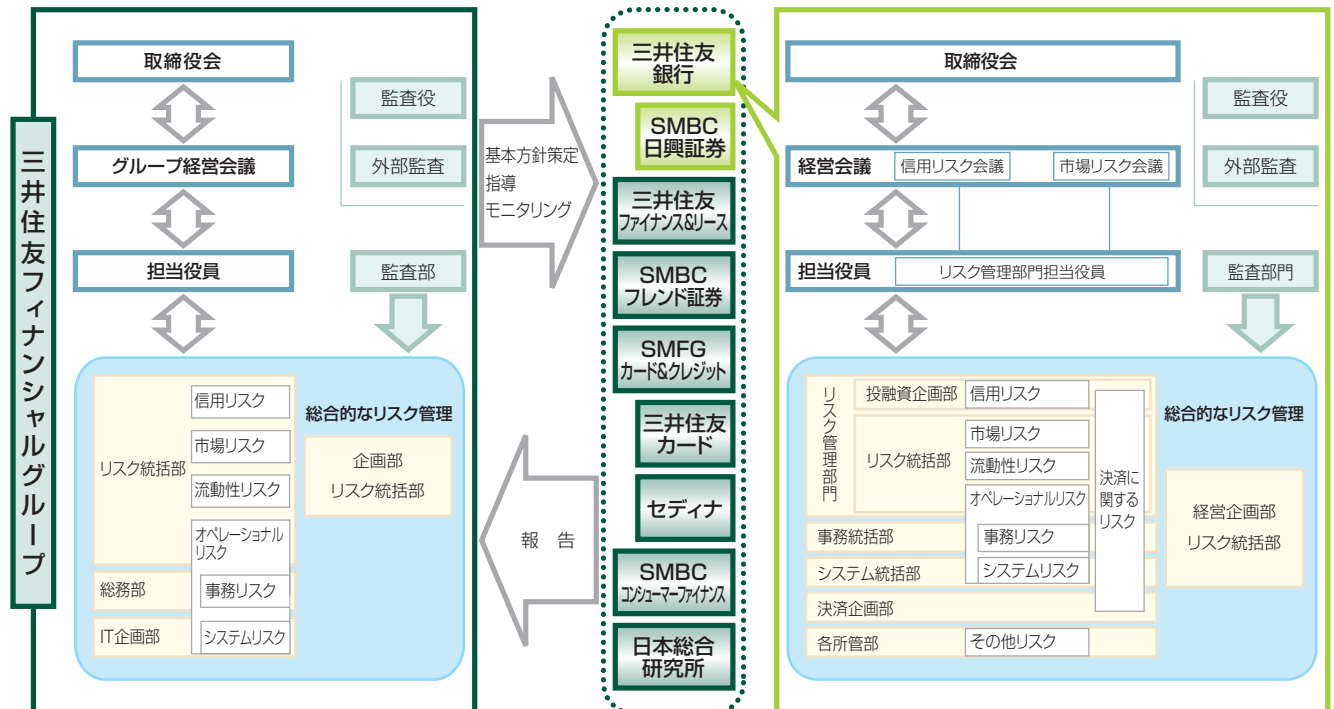 三井住友フィナンシャルグループ
取締役会
監査役
グループ経営会議
外部監査
担当役員
監査部
リスク統括部
信用リスク
市場リスク
流動性リスク
オペレーショナル
リスク
総務部
事務リスク
IT企画部
システムリスク
総合的なリスク管理
企画部
リスク統括部
基本方針策定
指導
モニタリング
報 告
三井住友
銀行
SMBC
日興証券
三井住友
ファイナンス&リース
SMBC
フレンド証券
SMFG
カード&クレジット
三井住友
カード
セディナ
SMBC
コンシューマーファイナンス
日本総合
研究所
取締役会
監査役
経営会議
信用リスク会議
市場リスク会議
外部監査
担当役員
リスク管理部門担当役員
監査部門
リスク管理部門
投融資企画部
信用リスク
リスク統括部
市場リスク
流動性リスク
オペレーショナルリスク
事務統括部
事務リスク
システム統括部
システムリスク
決済企画部
各所管部
その他リスク
決済に
関する
リスク
総合的なリスク管理
経営企画部
リスク統括部